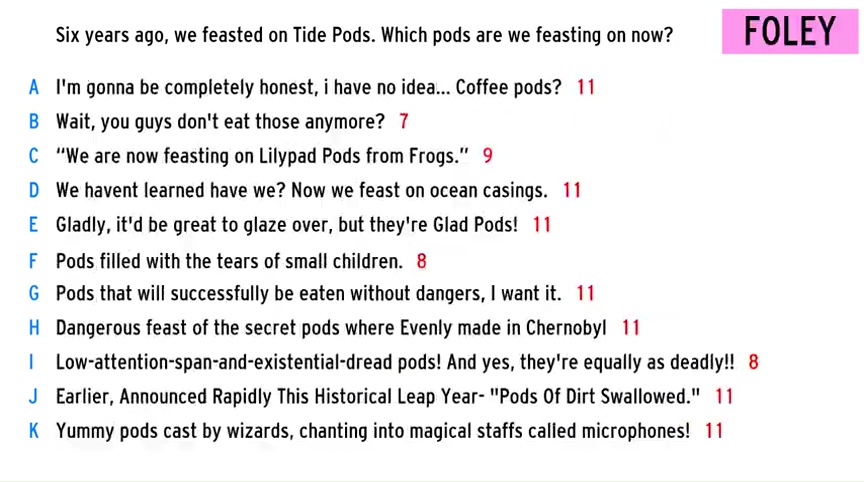 Six years ago, we feasted on Tide Pods. Which pods are we feasting on now?
FOLEY
A I'm gonna be completely honest, i have no idea... Coffee pods? 11
B Wait, you guys don't eat those anymore? 7
C “We are now feasting on Lilypad Pods from Frogs.” 9
D We havent learned have we? Now we feast on ocean casings. 11
E Gladly, it'd be great to glaze over, but they're Glad Pods! 11
F Pods filled with the tears of small children. 8
G Pods that will successfully be eaten without dangers, I want it. 11
H Dangerous feast of the secret pods where Evenly made in Chernobyl 11
I Low-attention-span-and-existential-dread pods! And yes, they're equally as deadly!! 8
J Earlier, Announced Rapidly This Historical Leap Year- "Pods Of Dirt Swallowed." 11
K Yummy pods cast by wizards, chanting into magical staffs called microphones! 11